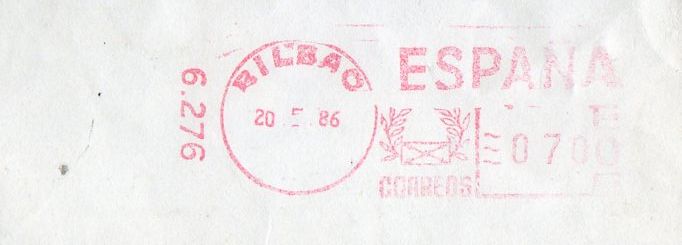 6.276
BILBAO
20 5 86
ESPAÑA
0700
CORREOS